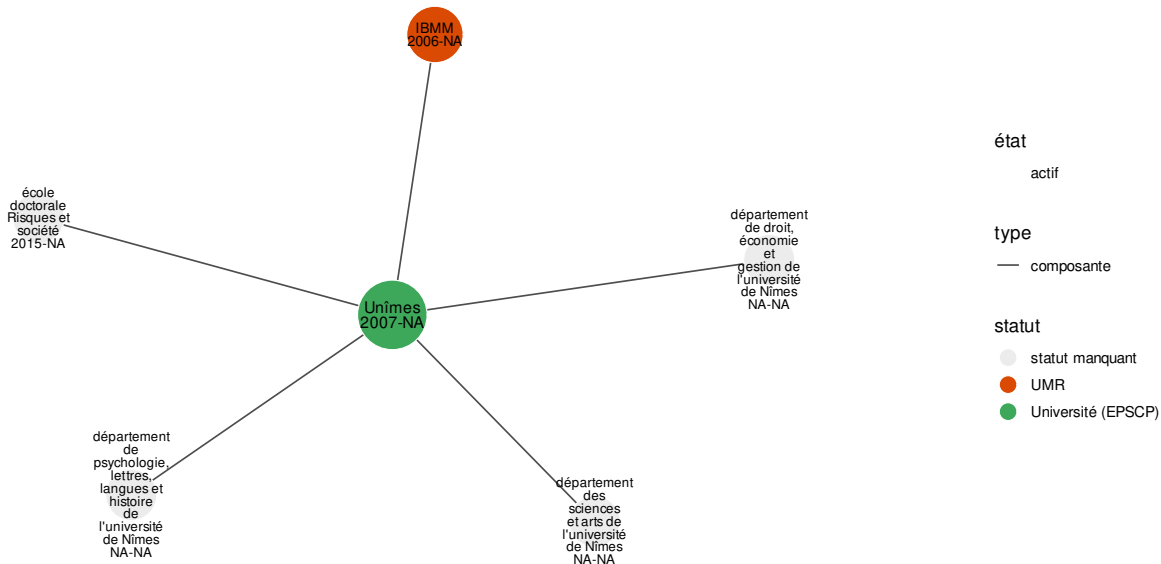 IBMM
2006-NA
école
doctorale
Risques et
société
2015-NA
département
de droit,
économie
et
gestion de
l'université
de Nîmes
NA-NA
Unîmes
2007-NA
département
de
psychologie,
lettres,
langues et
histoire
de
l'université
de Nîmes
NA-NA
département
des
sciences
et arts de
l'université
de Nîmes
NA-NA
état
actif
type
composante
statut
statut manquant
UMR
Université (EPSCP)